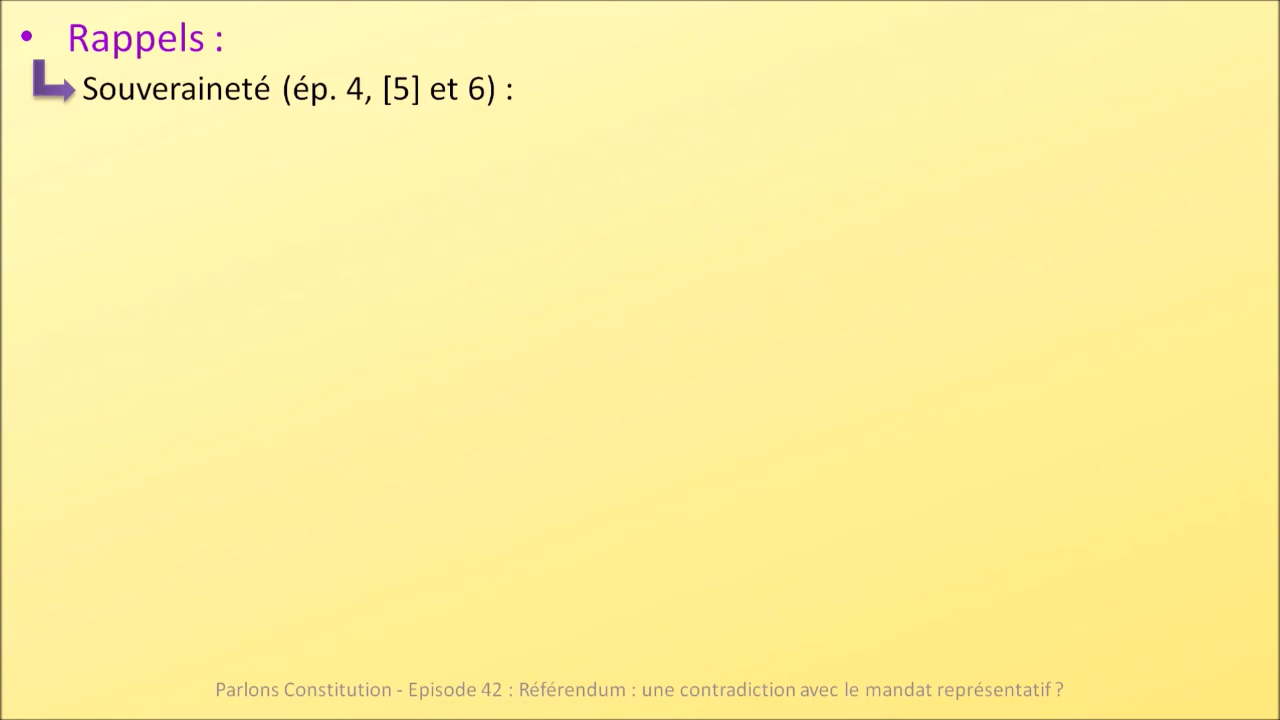 • Rappels :
Souveraineté (ép. 4, [5] et 6) :
Parlons Constitution - Episode 42 : Référendum : une contradiction avec le mandat représentatif ?